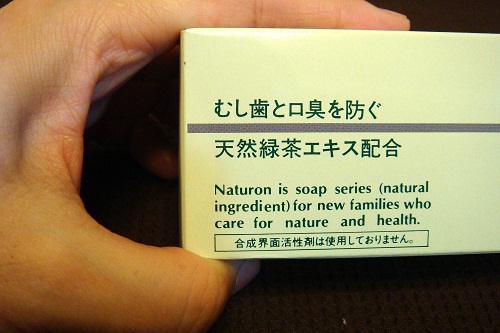 むし歯と口臭を防ぐ
天然緑茶エキス配合
Naturon is soap series (natural
ingredient) for new families who
care for nature and health.
合成界面活性剤は使用しておりません。